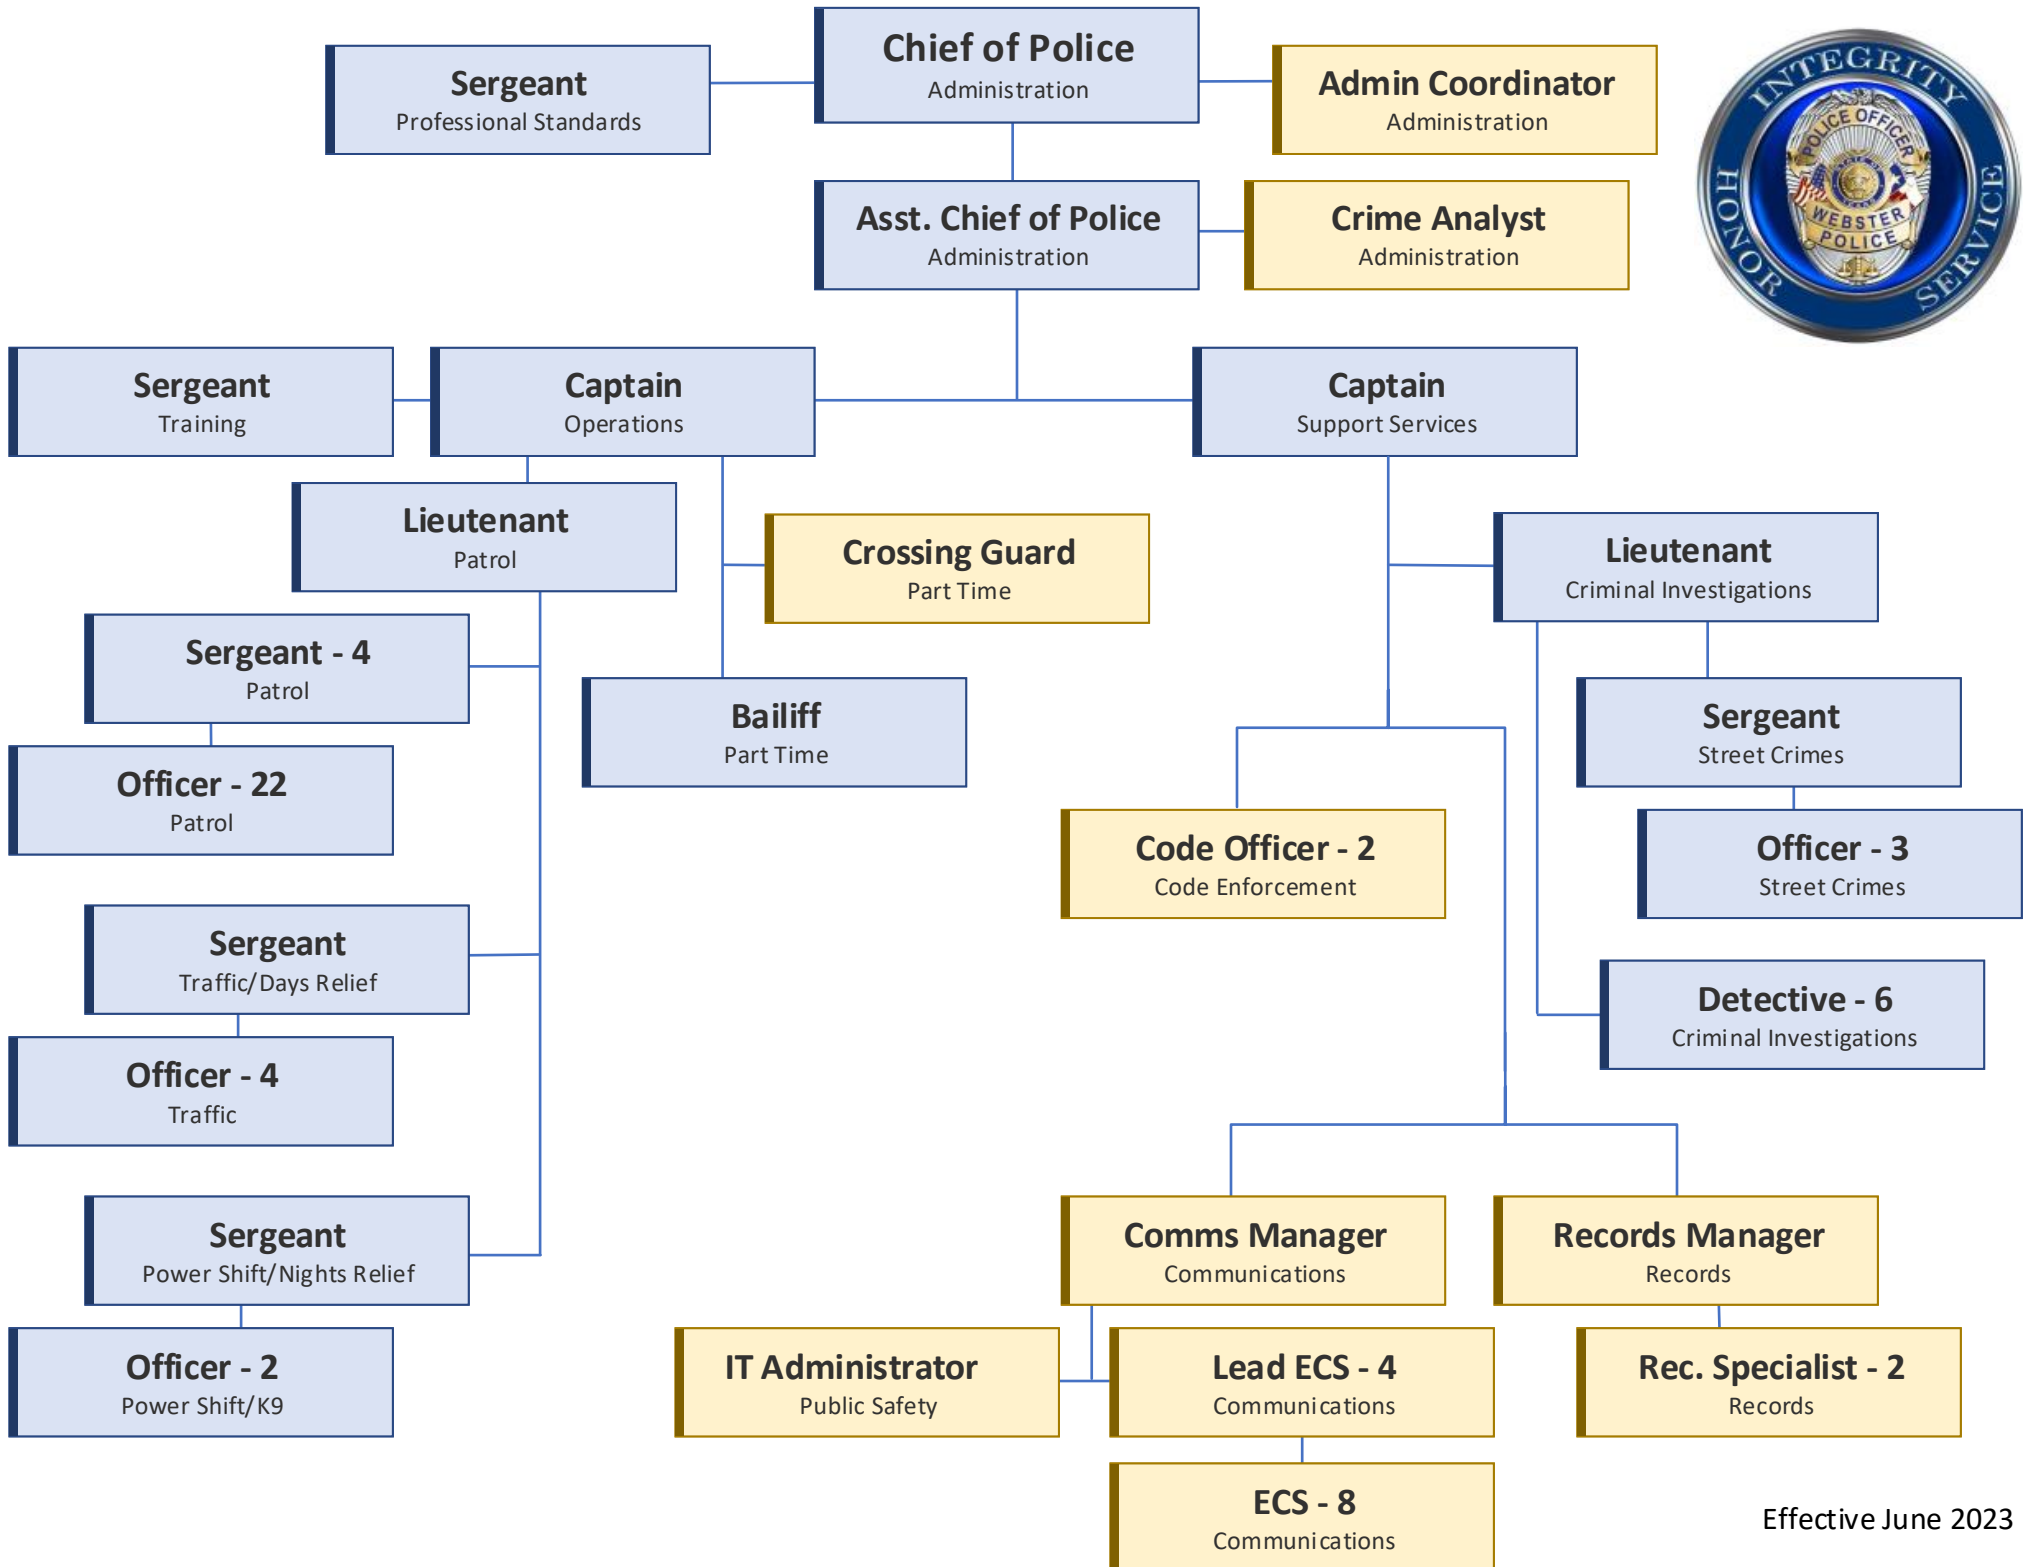 Chief of Police
Administration
Sergeant
Professional Standards
Admin Coordinator
Administration
INTEGRITY
HONOR
SERVICE
POLICE OFFICER
WEBSTER
POLICE
Asst. Chief of Police
Administration
Crime Analyst
Administration
Sergeant
Training
Captain
Operations
Captain
Support Services
Lieutenant
Patrol
Crossing Guard
Part Time
Lieutenant
Criminal Investigations
Sergeant - 4
Patrol
Bailiff
Part Time
Sergeant
Street Crimes
Officer - 22
Patrol
Code Officer - 2
Code Enforcement
Officer - 3
Street Crimes
Sergeant
Traffic/Days Relief
Detective - 6
Criminal Investigations
Officer - 4
Traffic
Sergeant
Power Shift/Nights Relief
Comms Manager
Communications
Records Manager
Records
Officer - 2
Power Shift/K9
IT Administrator
Public Safety
Lead ECS - 4
Communications
Rec. Specialist - 2
Records
ECS - 8
Communications
Effective June 2023